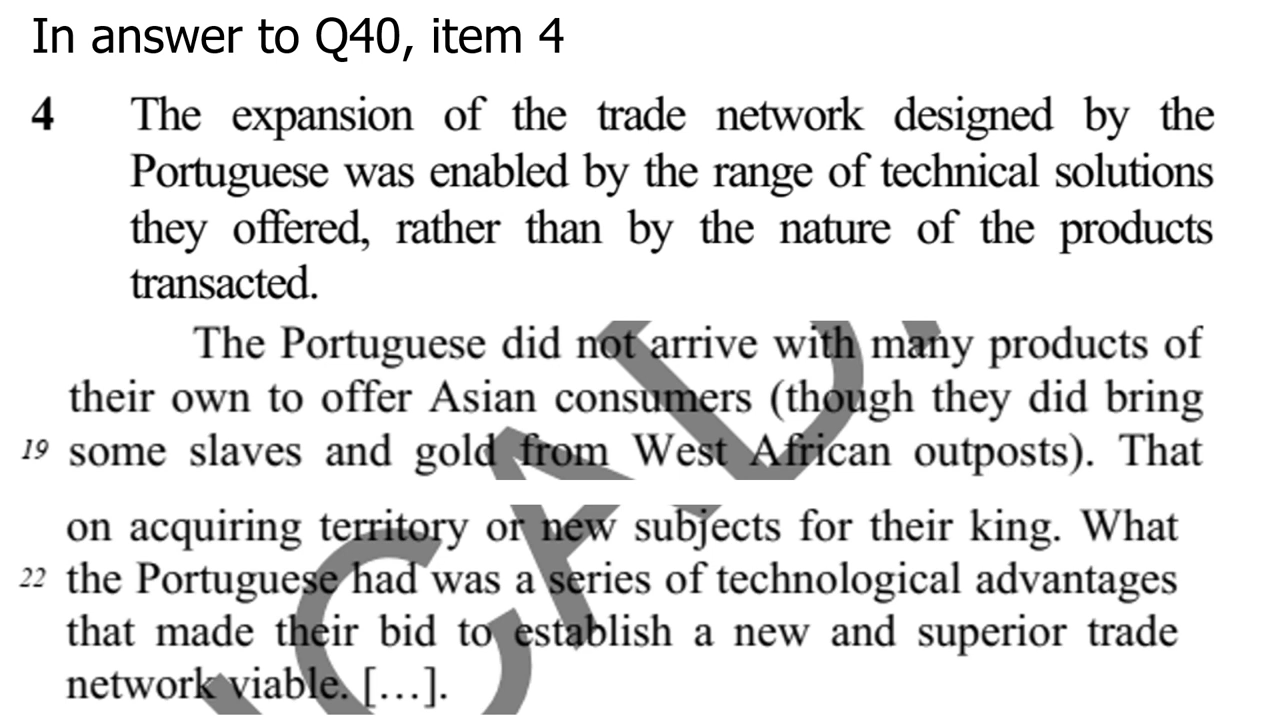 In answer to Q40, item 4
4 The expansion of the trade network designed by the
Portuguese was enabled by the range of technical solutions
they offered, rather than by the nature of the products
transacted.
The Portuguese did not arrive with many products of
their own to offer Asian consumers (though they did bring
19 some slaves and gold from West African outposts). That
on acquiring territory or new subjects for their king. What
22 the Portuguese had was a series of technological advantages
that made their bid to establish a new and superior trade
network viable. […].